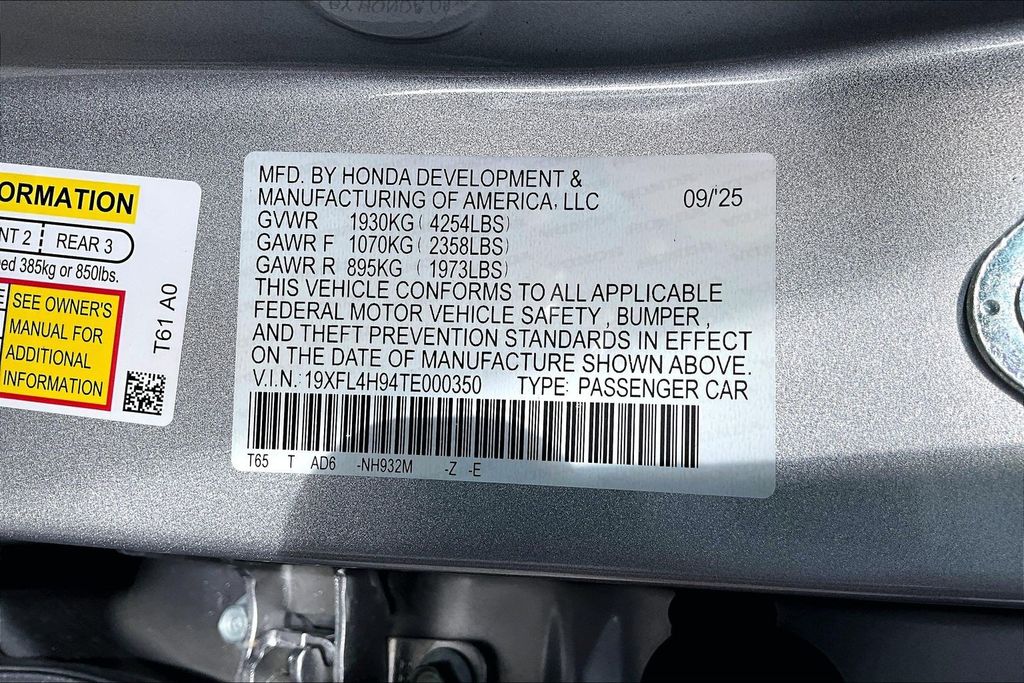 ORMATION
NT 2 REAR 3
ed 385kg or 850lbs.
SEE OWNER'S
MANUAL FOR
ADDITIONAL
INFORMATION
T61 A0
MFD. BY HONDA DEVELOPMENT &
MANUFACTURING OF AMERICA, LLC 09/'25
GVWR 1930KG ( 4254LBS)
GAWR F 1070KG ( 2358LBS)
GAWR R 895KG ( 1973LBS)
THIS VEHICLE CONFORMS TO ALL APPLICABLE
FEDERAL MOTOR VEHICLE SAFETY , BUMPER ,
AND THEFT PREVENTION STANDARDS IN EFFECT
ON THE DATE OF MANUFACTURE SHOWN ABOVE.
V.I.N.: 19XFL4H94TE000350 TYPE: PASSENGER CAR
T65 T AD6 -NH932M -Z -E